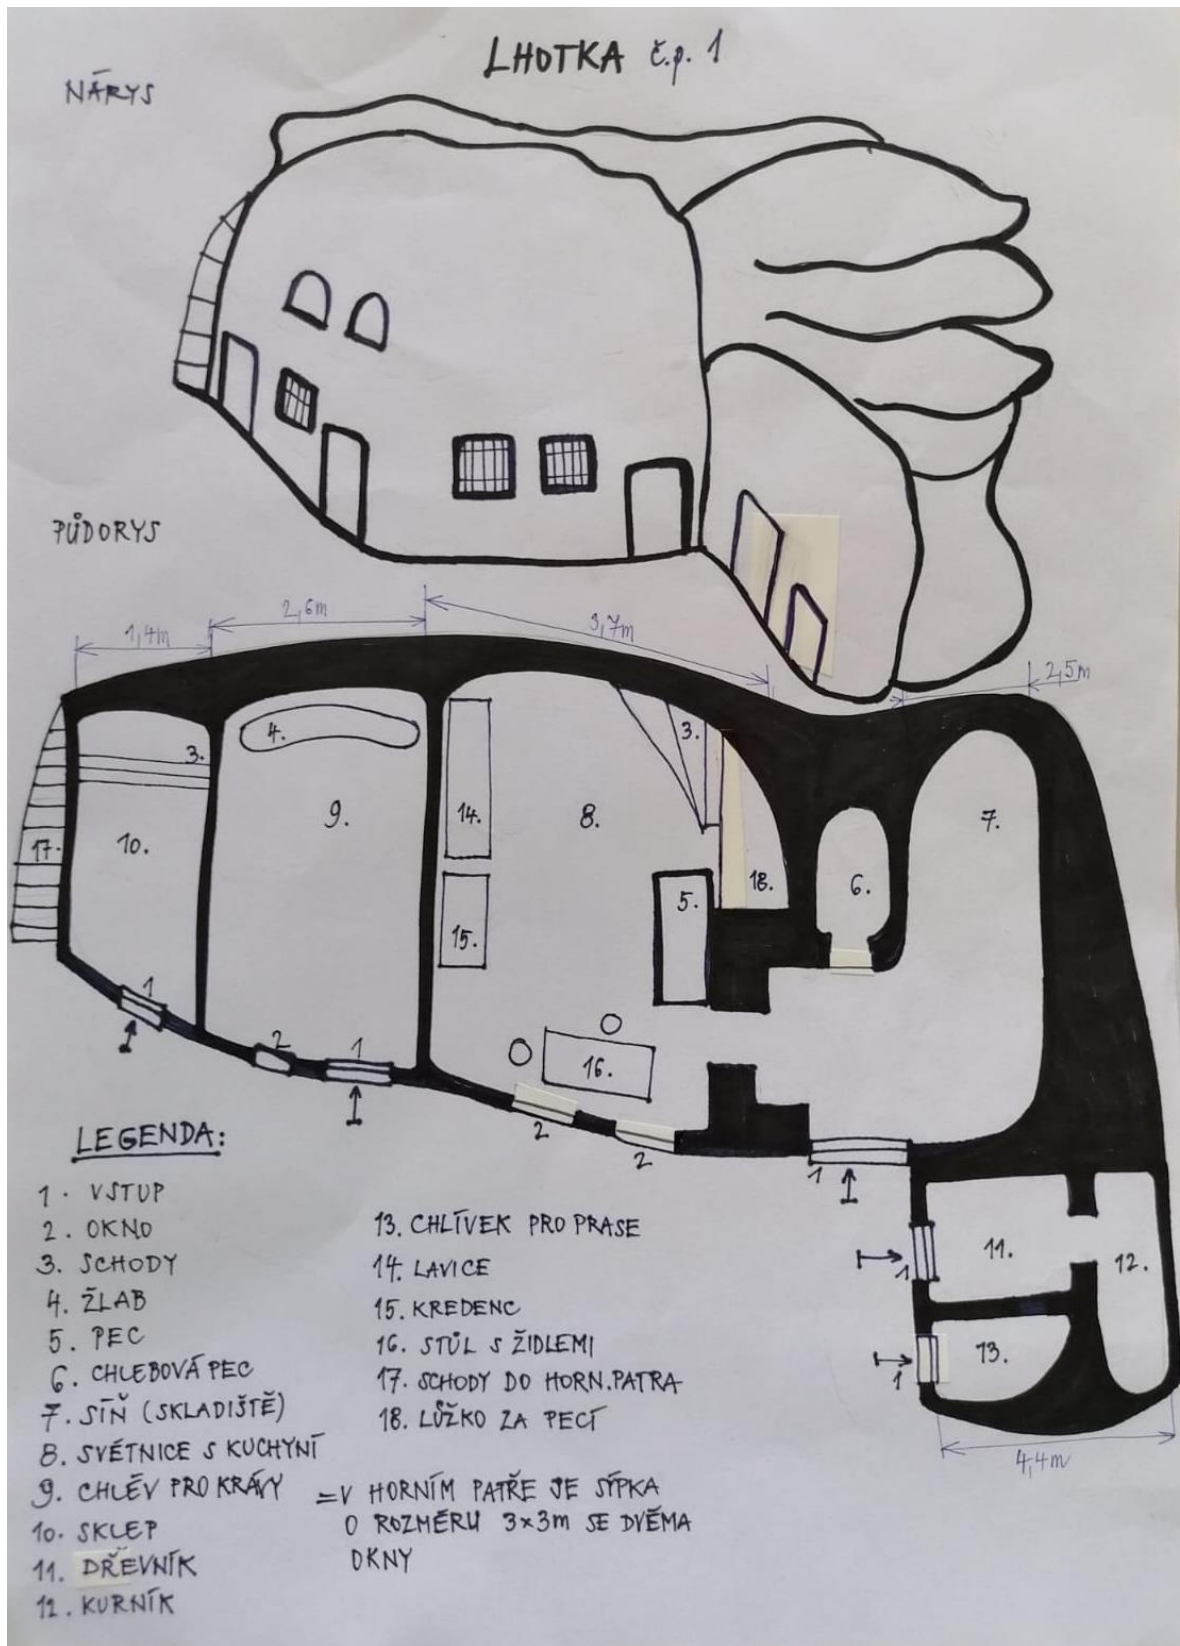 LHOTKA č.p. 1
NÁRYS
PŮDORYS
1,4m
2,6m
3,7m
2,5m
3.
4.
3.
17.
10.
9.
14.
8.
7.
15.
5.
18.
6.
16.
1
2
1
2
2
1
1
11.
12.
1
13.
4,4m
LEGENDA:
1. VSTUP
2. OKNO
3. SCHODY
4. ŽLAB
5. PEC
6. CHLEBOVÁ PEC
7. SÍŇ (SKLADIŠTĚ)
8. SVĚTNICE S KUCHYNÍ
9. CHLÉV PRO KRÁVY
10. SKLEP
11. DŘEVNÍK
12. KURNÍK
13. CHLÍVEK PRO PRASE
14. LAVICE
15. KREDENC
16. STŮL S ŽIDLEMI
17. SCHODY DO HORN. PATRA
18. LŮŽKO ZA PECÍ
= V HORNÍM PATŘE JE SÝPKA
O ROZMĚRU 3x3m SE DVĚMA
OKNY